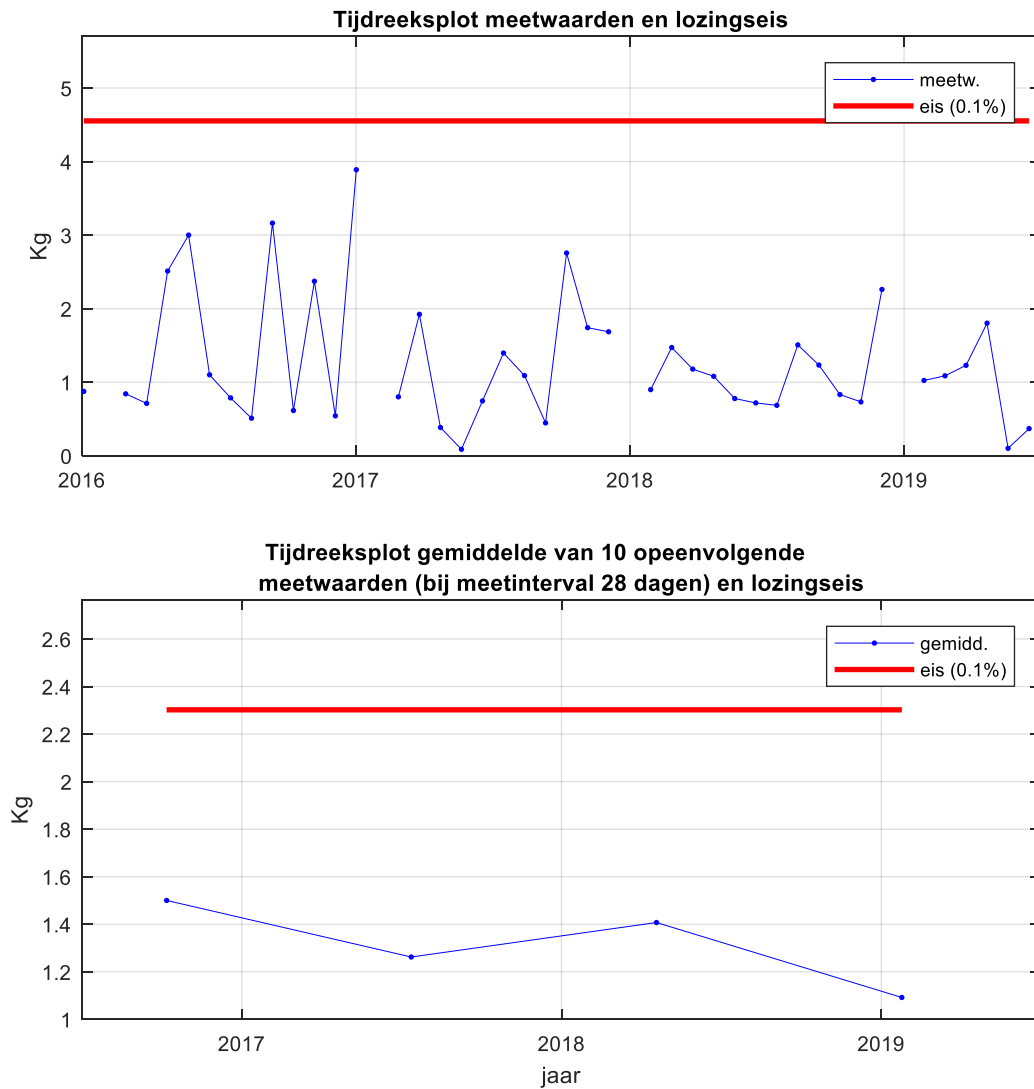 Tijdreeksplot meetwaarden en lozingseis
5
4
3
2
1
0
Kg
meetw.
eis (0.1%)
2016
2017
2018
2019
Tijdreeksplot gemiddelde van 10 opeenvolgende
meetwaarden (bij meetinterval 28 dagen) en lozingseis
2.6
2.4
2.2
2
1.8
1.6
1.4
1.2
1
Kg
gemidd.
eis (0.1%)
2017
2018
2019
jaar